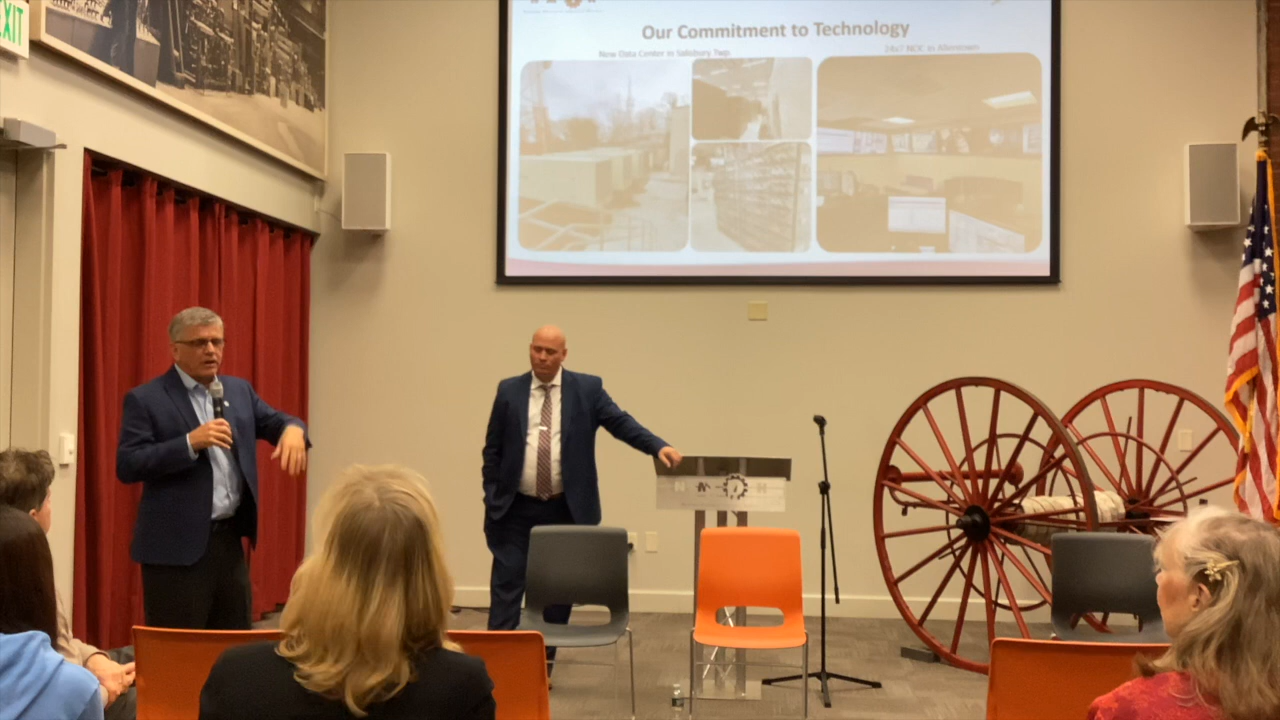 EXIT
Our Commitment to Technology
New Data Center in Salisbury Twp.
24x7 NOC in Allentown